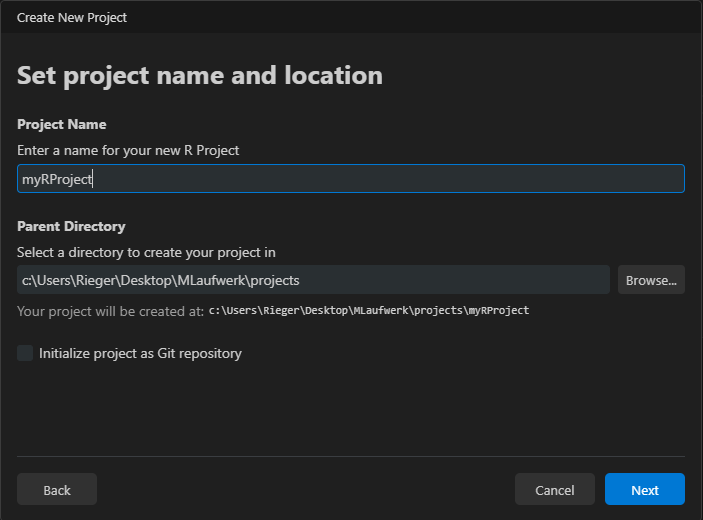 Create New Project
Set project name and location
Project Name
Enter a name for your new R Project
myRProject
Parent Directory
Select a directory to create your project in
c:\Users\Rieger\Desktop\MLaufwerk\projects
Browse...
Your project will be created at: c:\Users\Rieger\Desktop\MLaufwerk\projects\myRProject
Initialize project as Git repository
Back
Cancel
Next